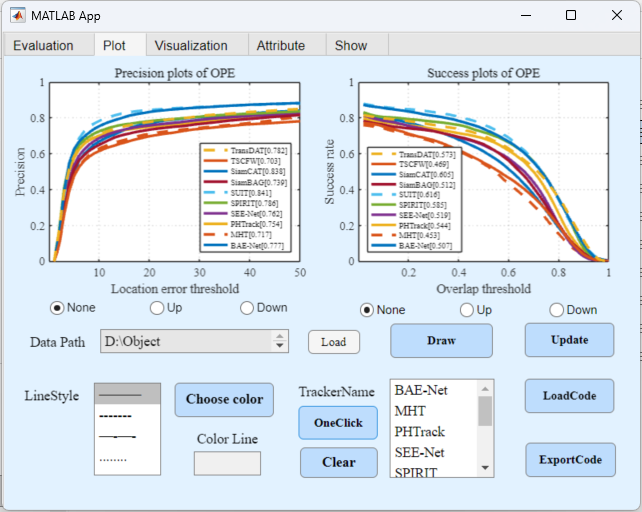 MATLAB App
Evaluation Plot Visualization Attribute Show
Precision plots of OPE
1
0.8
0.6
0.4
0.2
0
Precision
TransDAT[0.782]
TSCFW[0.703]
SiamCAT[0.838]
SiamBAG[0.739]
SUIT[0.841]
SPIRIT[0.786]
SEE-Net[0.762]
PHTrack[0.754]
MHT[0.717]
BAE-Net[0.777]
10 20 30 40 50
Location error threshold
Success plots of OPE
1
0.8
0.6
0.4
0.2
0
Success rate
TransDAT[0.573]
TSCFW[0.469]
SiamCAT[0.605]
SiamBAG[0.512]
SUIT[0.616]
SPIRIT[0.585]
SEE-Net[0.519]
PHTrack[0.544]
MHT[0.453]
BAE-Net[0.507]
0.2 0.4 0.6 0.8 1
Overlap threshold
None Up Down
None Up Down
Data Path D:\Object Load Draw Update
LineStyle
Choose color
Color Line
TrackerName
OneClick
Clear
BAE-Net
MHT
PHTrack
SEE-Net
SPIRIT
LoadCode
ExportCode